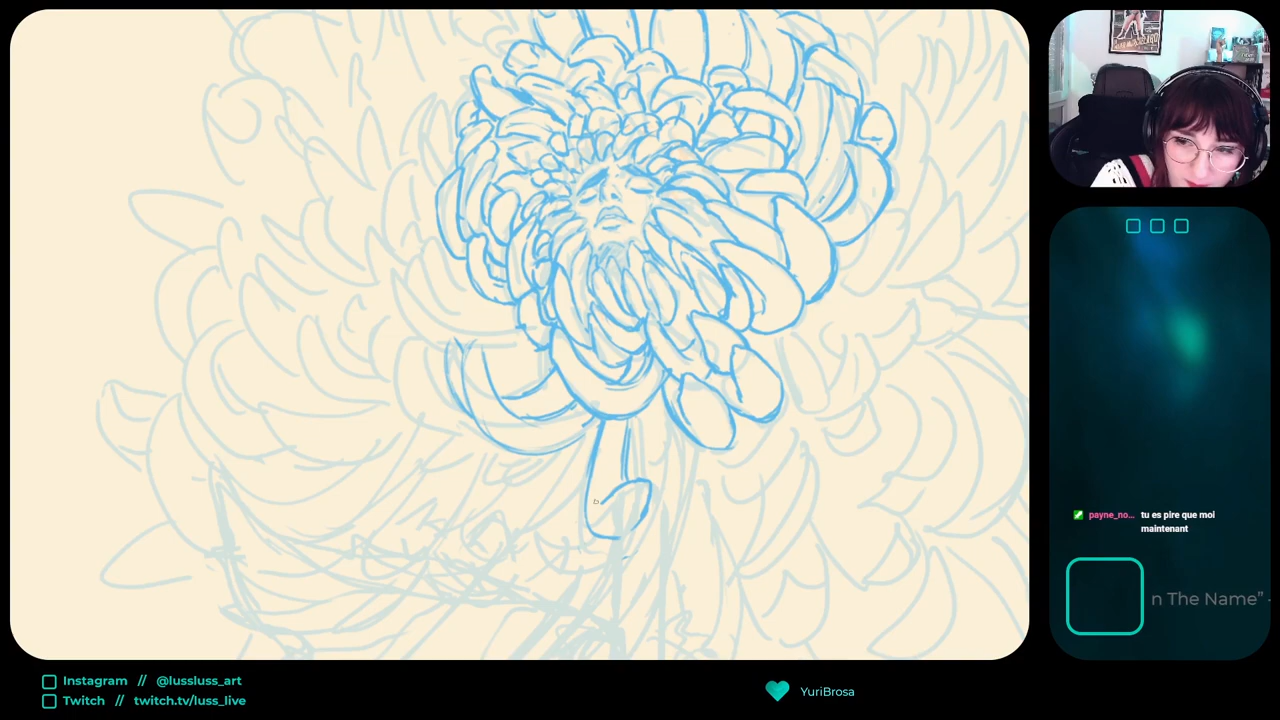 payne_no... tu es pire que moi
maintenant
n The Name" -
Instagram // @lussluss_art
Twitch // twitch.tv/luss_live
YuriBrosa